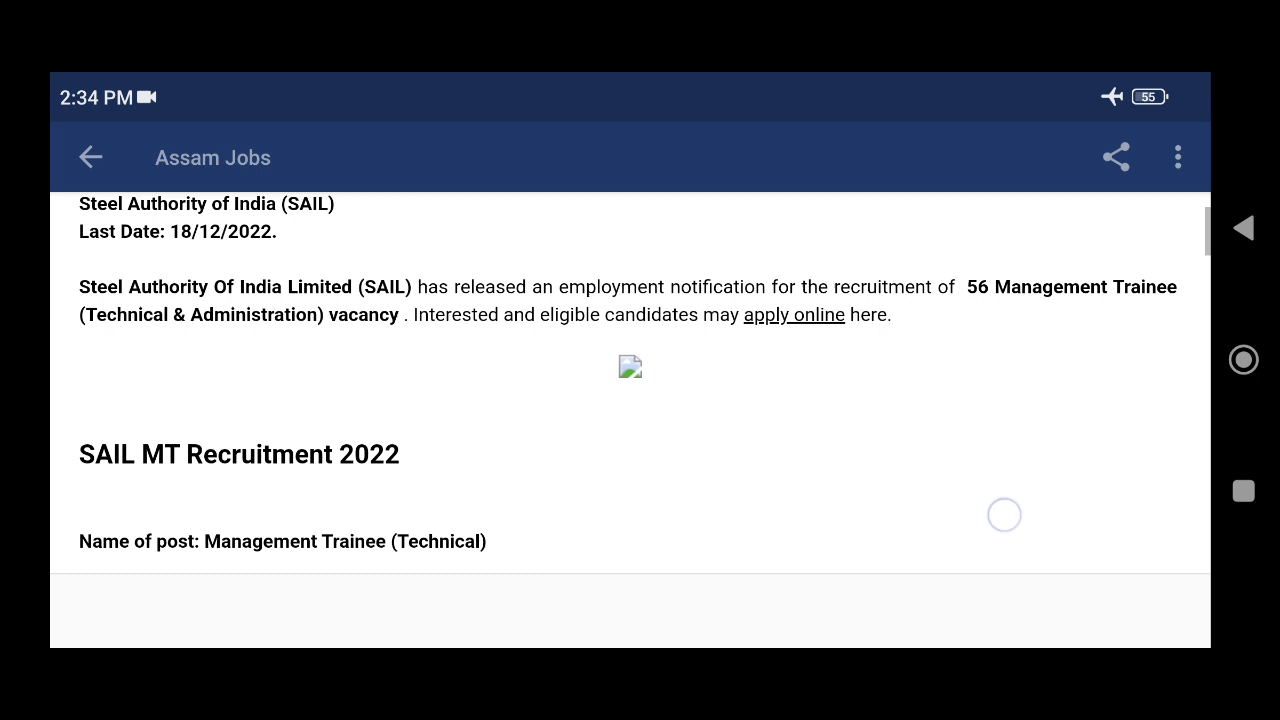 2:34 PM
55
Assam Jobs
Steel Authority of India (SAIL)
Last Date: 18/12/2022.
Steel Authority Of India Limited (SAIL) has released an employment notification for the recruitment of 56 Management Trainee
(Technical & Administration) vacancy . Interested and eligible candidates may apply online here.
SAIL MT Recruitment 2022
Name of post: Management Trainee (Technical)